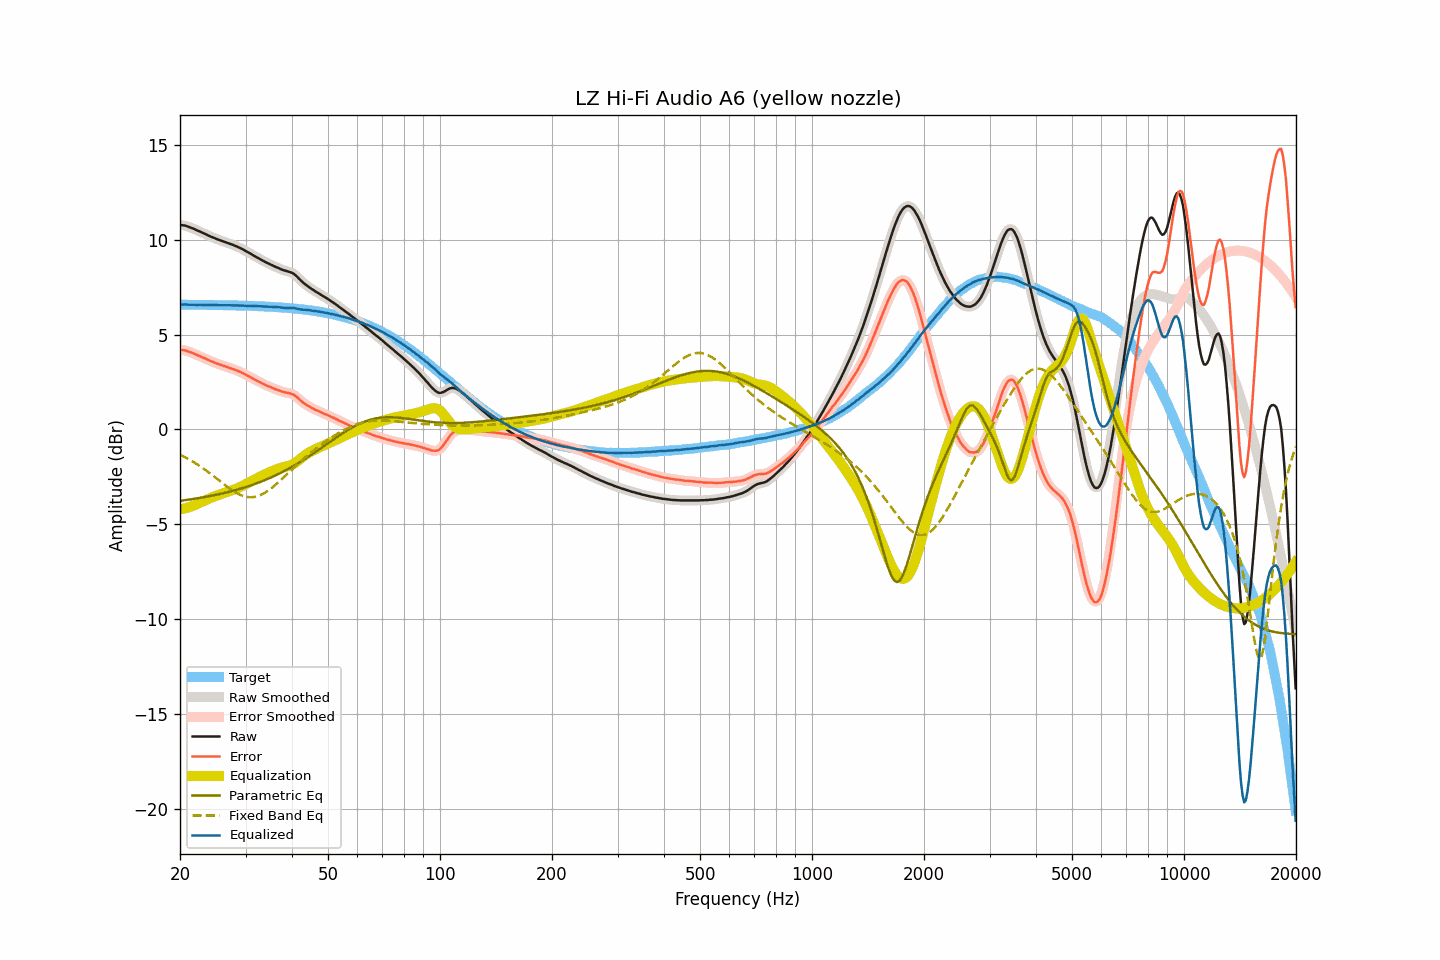 LZ Hi-Fi Audio A6 (yellow nozzle)
15
10
5
0
−5
−10
−15
−20
Amplitude (dBr)
Target
Raw Smoothed
Error Smoothed
Raw
Error
Equalization
Parametric Eq
Fixed Band Eq
Equalized
20 50 100 200 500 1000 2000 5000 10000 20000
Frequency (Hz)